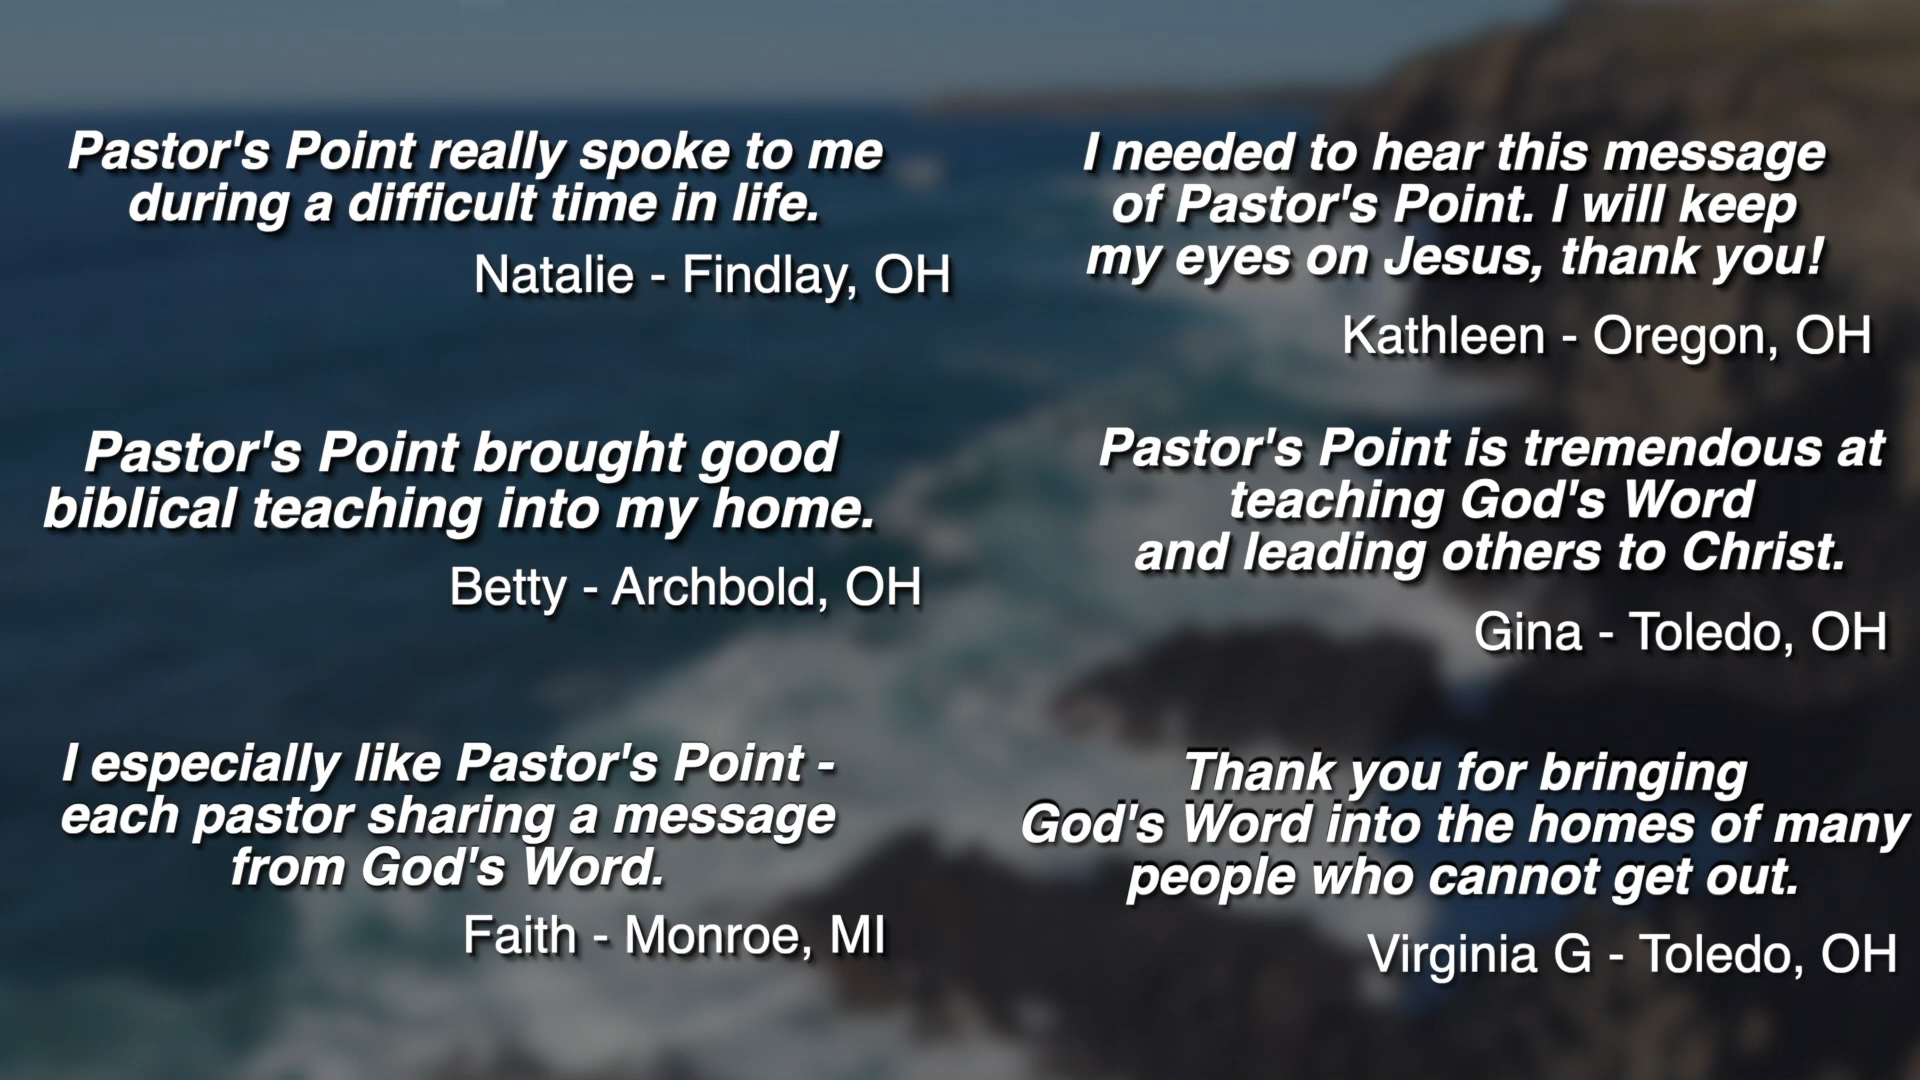 Pastor's Point really spoke to me
during a difficult time in life.
Natalie - Findlay, OH
I needed to hear this message
of Pastor's Point. I will keep
my eyes on Jesus, thank you!
Kathleen - Oregon, OH
Pastor's Point brought good
biblical teaching into my home.
Betty - Archbold, OH
Pastor's Point is tremendous at
teaching God's Word
and leading others to Christ.
Gina - Toledo, OH
I especially like Pastor's Point -
each pastor sharing a message
from God's Word.
Faith - Monroe, MI
Thank you for bringing
God's Word into the homes of many
people who cannot get out.
Virginia G - Toledo, OH